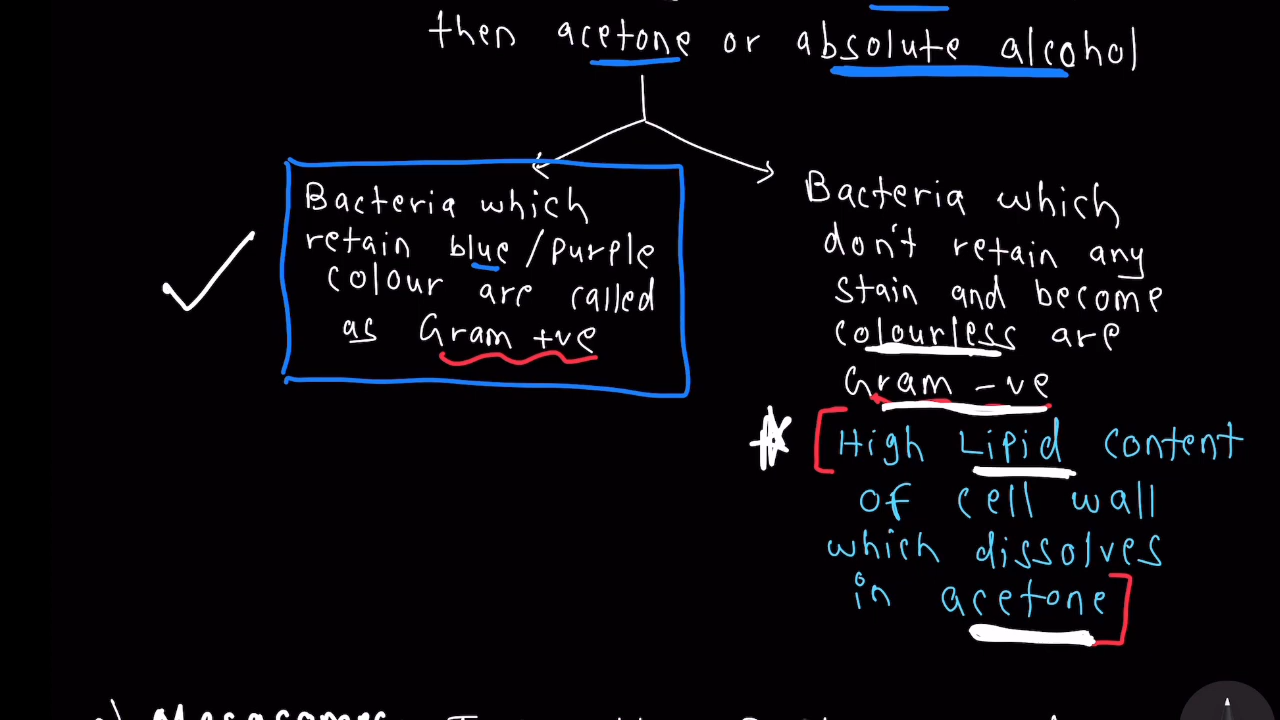 then acetone or absolute alcohol
Bacteria which
retain blue/purple
colour are called
as Gram +ve
Bacteria which
don't retain any
stain and become
colourless are
Gram -ve
[High Lipid content
of cell wall
which dissolves
in acetone]